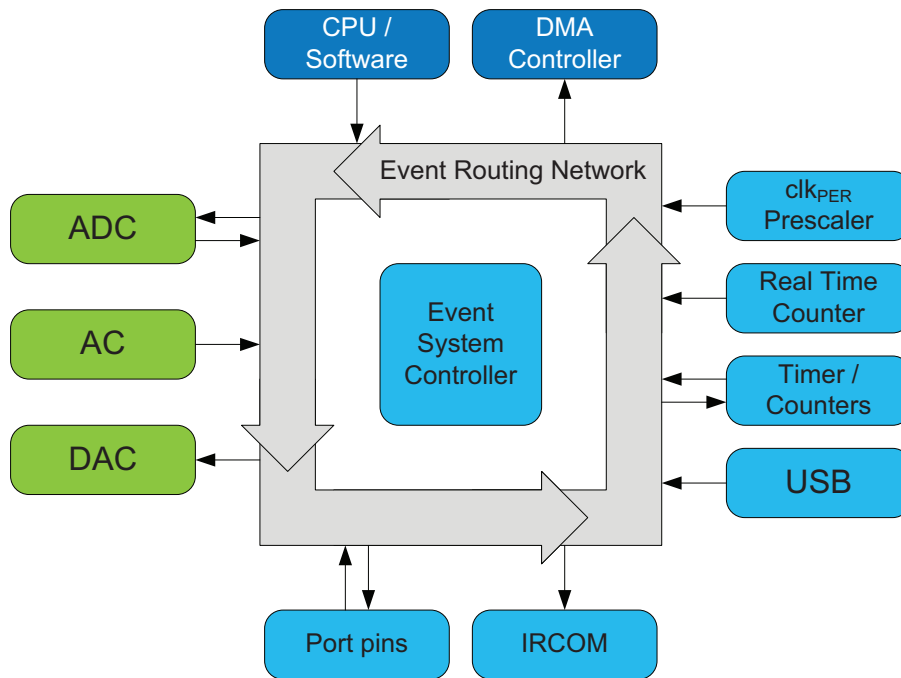 CPU /
Software
DMA
Controller
Event Routing Network
ADC
clkPER
Prescaler
Real Time
Counter
AC
Event
System
Controller
Timer /
Counters
DAC
USB
Port pins
IRCOM